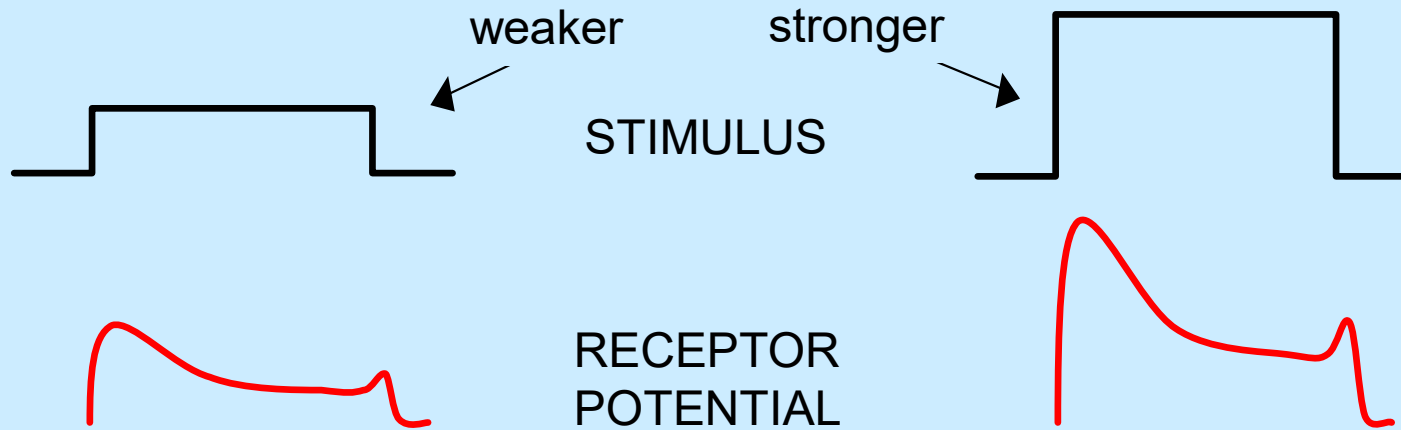 weaker
stronger
STIMULUS
RECEPTOR
POTENTIAL